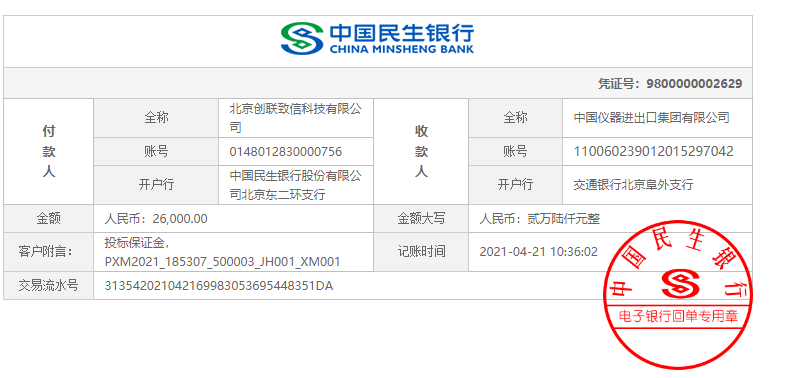 中国民生银行
CHINA MINSHENG BANK
凭证号：9800000002629
付款人
全称
北京创联致信科技有限公
司
收款人
全称
中国仪器进出口集团有限公司
账号
0148012830000756
账号
110060239012015297042
开户行
中国民生银行股份有限公
司北京东二环支行
开户行
交通银行北京阜外支行
金额
人民币：26,000.00
金额大写
人民币：贰万陆仟元整
客户附言：
投标保证金，
PXM2021_185307_500003_JH001_XM001
记账时间
2021-04-21 10:36:02
交易流水号
31354202104216998305369544835​1DA
中国民生银行
电子银行回单专用章